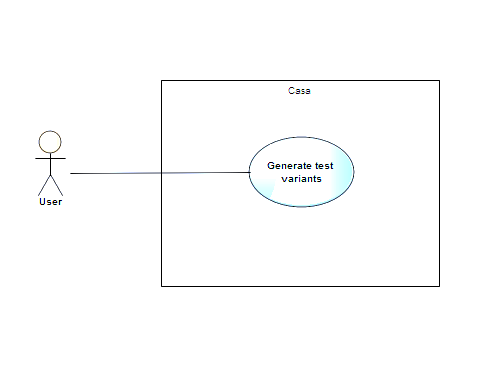 Casa
Generate test
variants
User